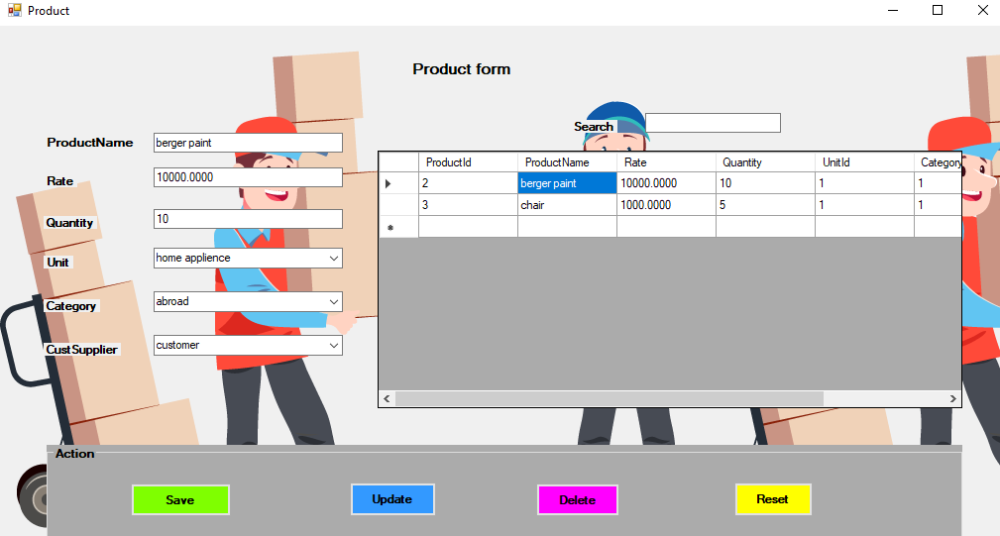 Product
Product form
Search
ProductName berger paint
Rate 10000.0000
Quantity 10
Unit home applience
Category abroad
CustSupplier customer
ProductId ProductName Rate Quantity UnitId Category
2 berger paint 10000.0000 10 1 1
3 chair 1000.0000 5 1 1
Action
Save Update Delete Reset